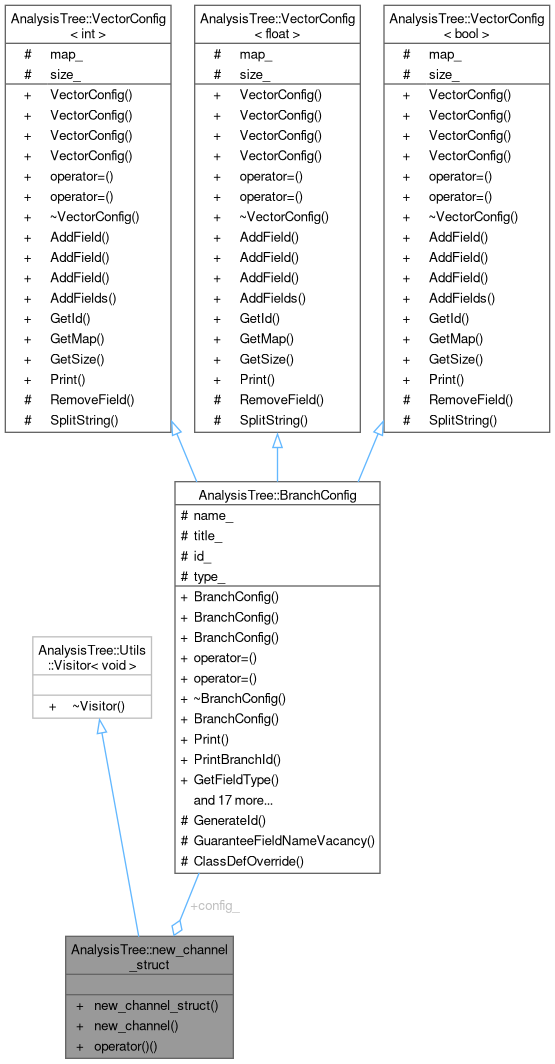 AnalysisTree::VectorConfig
< int >
# map_
# size_
+ VectorConfig()
+ VectorConfig()
+ VectorConfig()
+ VectorConfig()
+ operator=()
+ operator=()
+ ~VectorConfig()
+ AddField()
+ AddField()
+ AddField()
+ AddFields()
+ GetId()
+ GetMap()
+ GetSize()
+ Print()
# RemoveField()
# SplitString()
AnalysisTree::VectorConfig
< float >
# map_
# size_
+ VectorConfig()
+ VectorConfig()
+ VectorConfig()
+ VectorConfig()
+ operator=()
+ operator=()
+ ~VectorConfig()
+ AddField()
+ AddField()
+ AddField()
+ AddFields()
+ GetId()
+ GetMap()
+ GetSize()
+ Print()
# RemoveField()
# SplitString()
AnalysisTree::VectorConfig
< bool >
# map_
# size_
+ VectorConfig()
+ VectorConfig()
+ VectorConfig()
+ VectorConfig()
+ operator=()
+ operator=()
+ ~VectorConfig()
+ AddField()
+ AddField()
+ AddField()
+ AddFields()
+ GetId()
+ GetMap()
+ GetSize()
+ Print()
# RemoveField()
# SplitString()
AnalysisTree::BranchConfig
# name_
# title_
# id_
# type_
+ BranchConfig()
+ BranchConfig()
+ BranchConfig()
+ operator=()
+ operator=()
+ ~BranchConfig()
+ BranchConfig()
+ Print()
+ PrintBranchId()
+ GetFieldType()
and 17 more...
# GenerateId()
# GuaranteeFieldNameVacancy()
# ClassDefOverride()
AnalysisTree::Utils
::Visitor< void >
+ ~Visitor()
+config_
AnalysisTree::new_channel
_struct
+ new_channel_struct()
+ new_channel()
+ operator()()